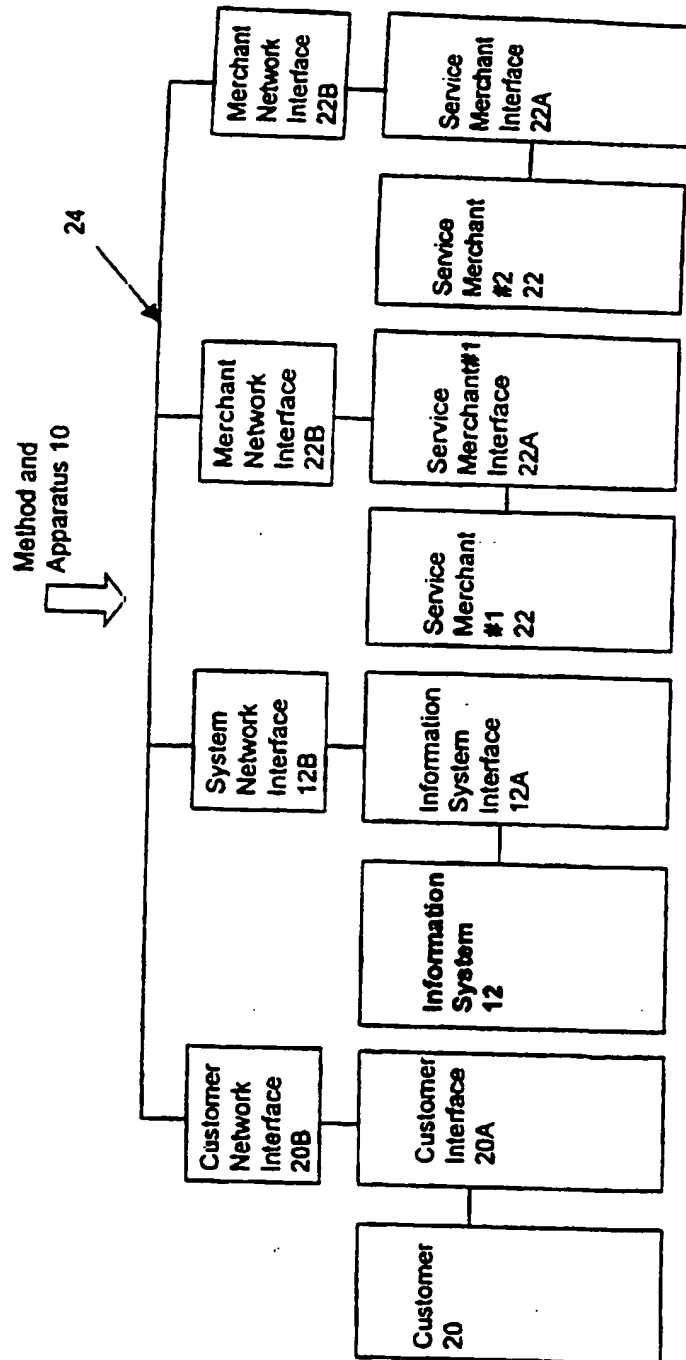 Method and
Apparatus 10
24
Customer
Network
Interface
20B
System
Network
Interface
12B
Merchant
Network
Interface
22B
Merchant
Network
Interface
22B
Customer
20
Customer
Interface
20A
Information
System
12
Information
System
Interface
12A
Service
Merchant
#1
22
Service
Merchant#1
Interface
22A
Service
Merchant
#2
22
Service
Merchant
Interface
22A